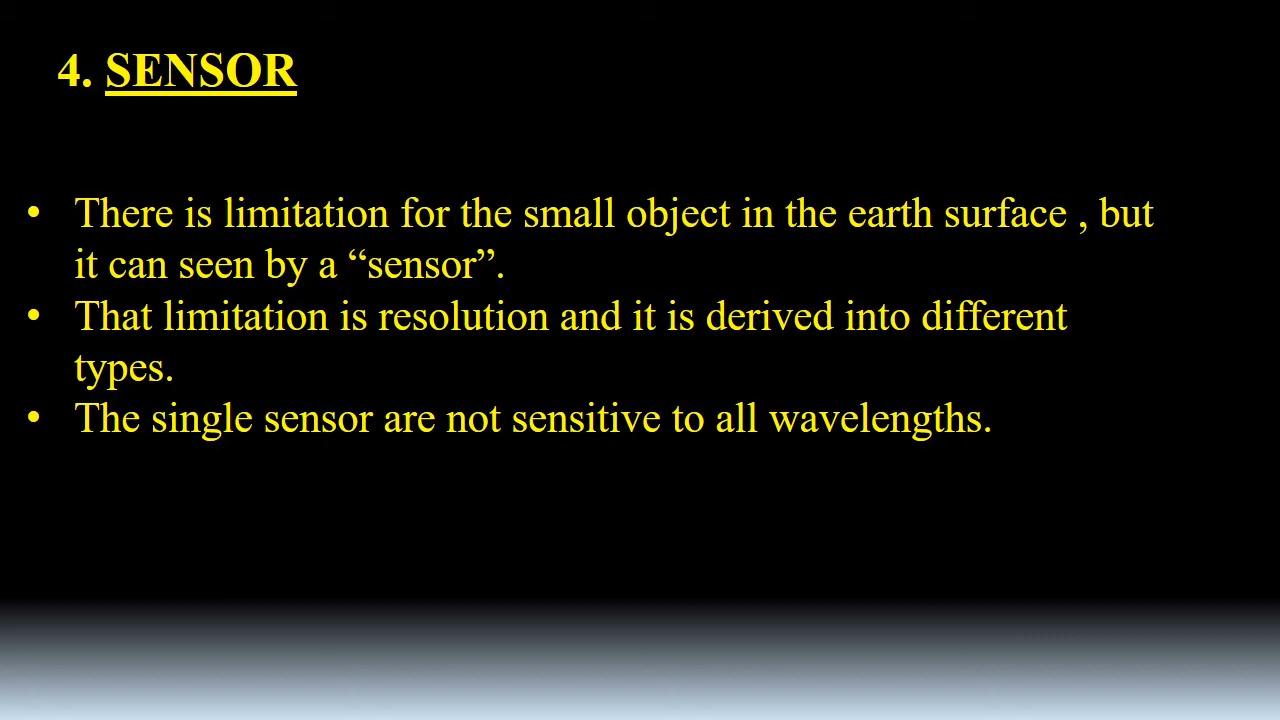 4. SENSOR
• There is limitation for the small object in the earth surface , but
it can seen by a “sensor”.
• That limitation is resolution and it is derived into different
types.
• The single sensor are not sensitive to all wavelengths.